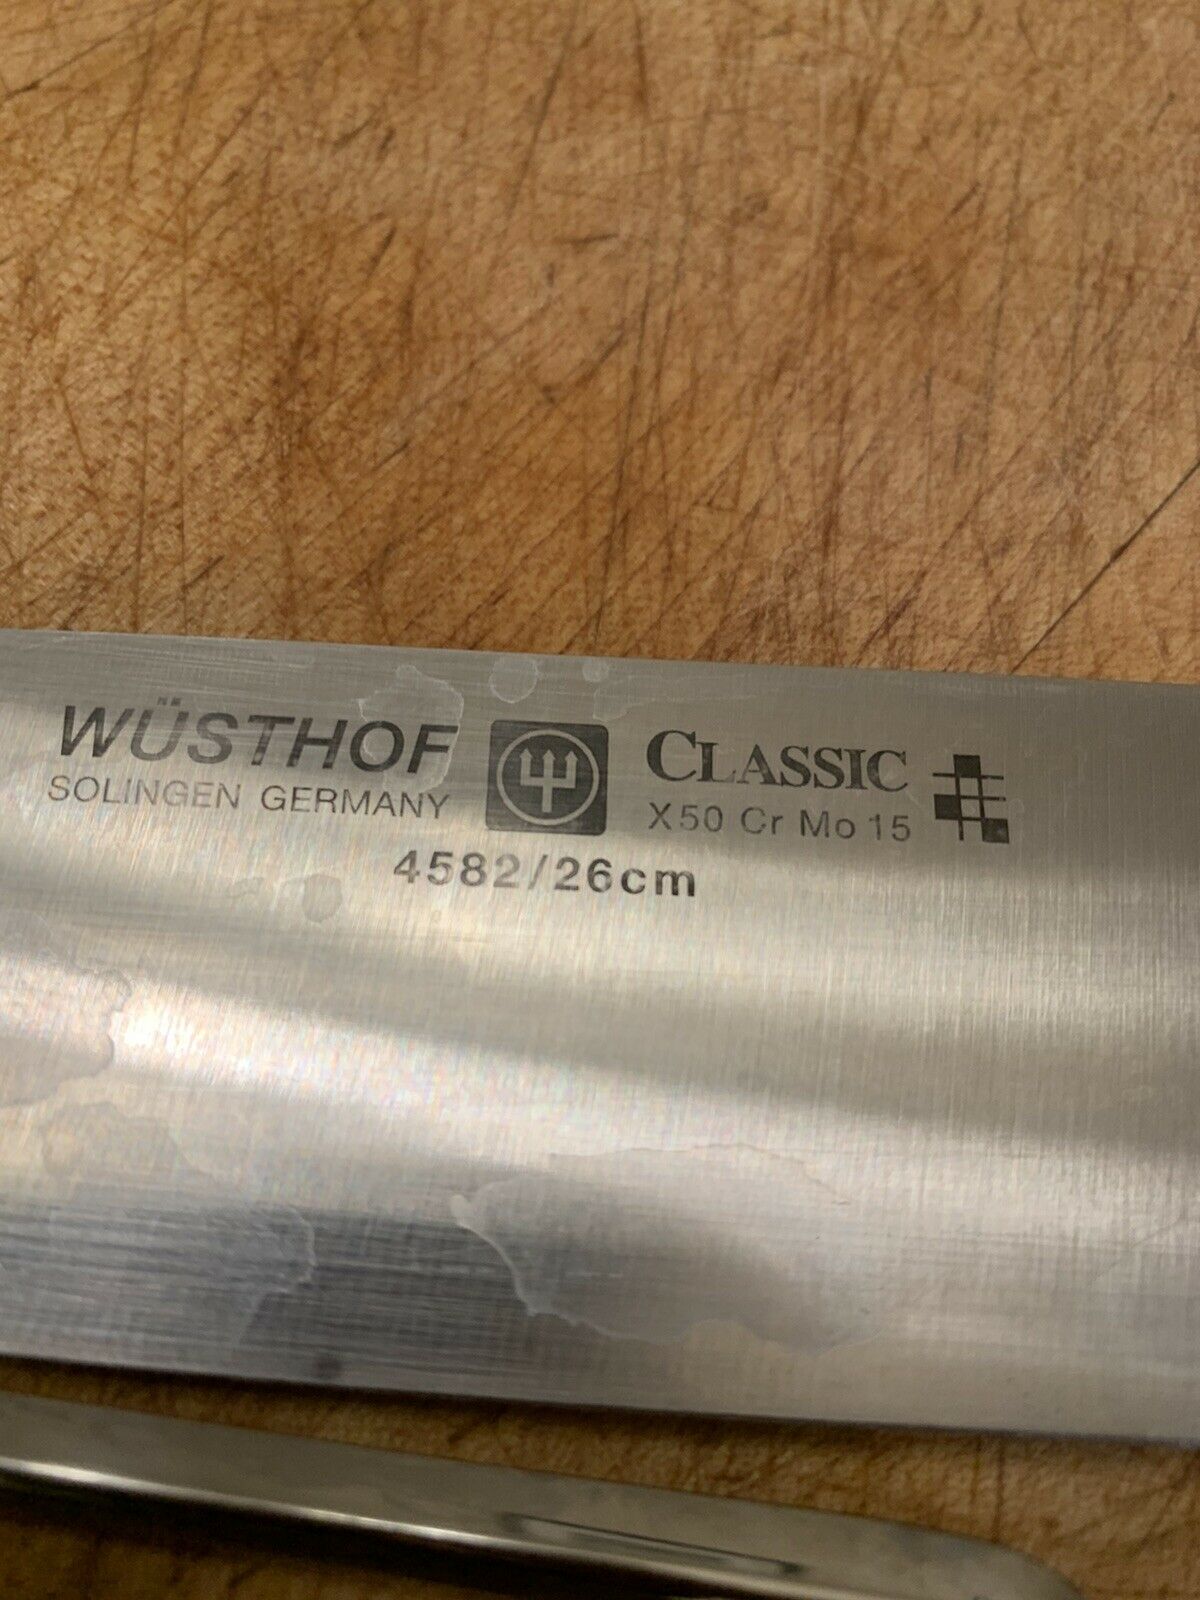 WÜSTHOF
SOLINGEN GERMANY
CLASSIC
X50 Cr Mo 15
4582/26cm